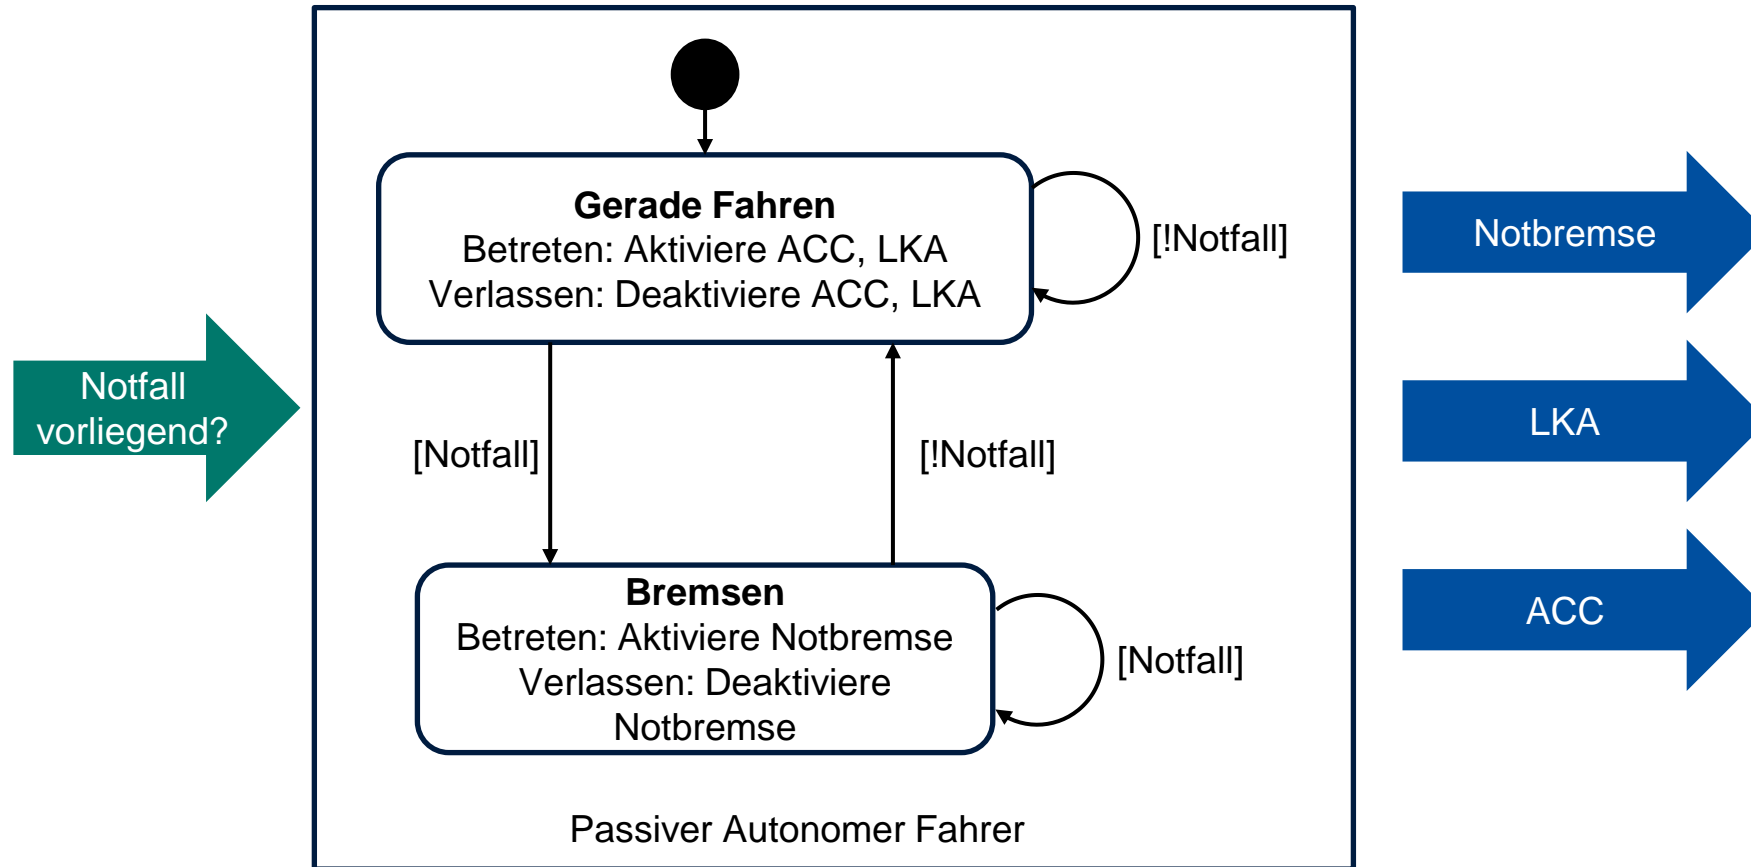 Gerade Fahren
Betreten: Aktiviere ACC, LKA
Verlassen: Deaktiviere ACC, LKA
[!Notfall]
Notfall
vorliegend?
[Notfall]
[!Notfall]
Bremsen
Betreten: Aktiviere Notbremse
Verlassen: Deaktiviere
Notbremse
[Notfall]
Passiver Autonomer Fahrer
Notbremse
LKA
ACC